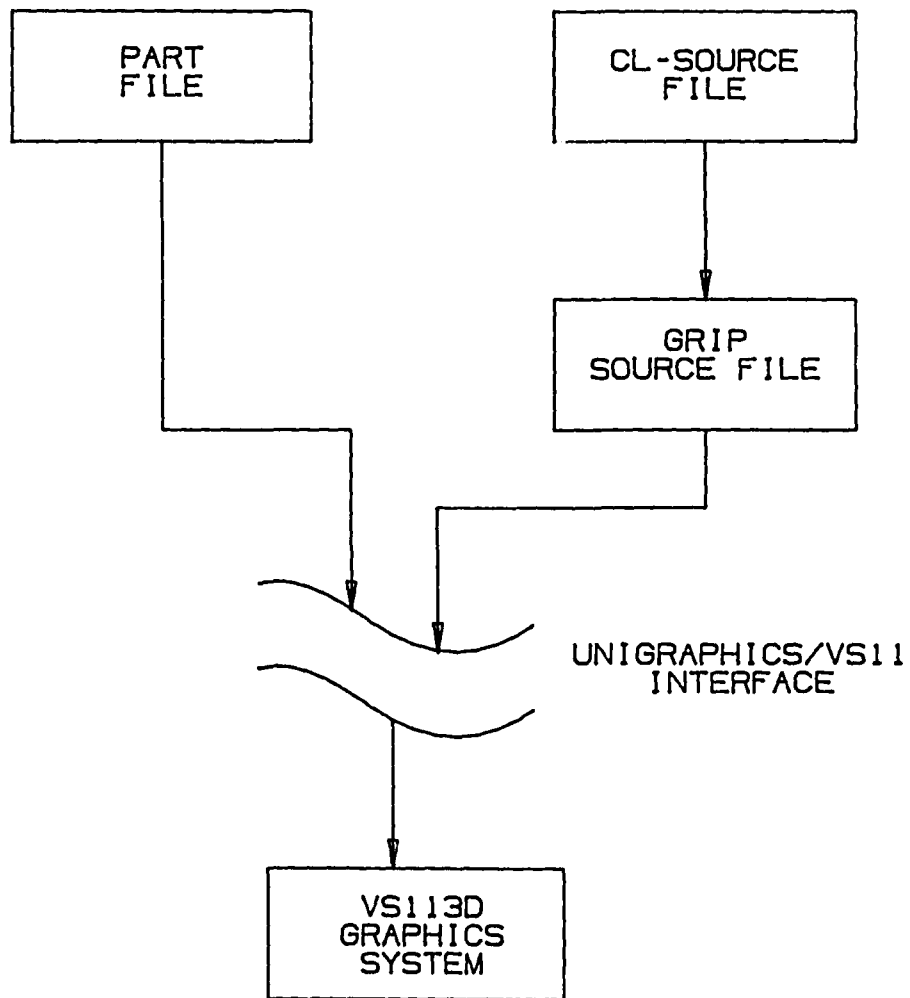 PART
FILE
CL-SOURCE
FILE
GRIP
SOURCE FILE
UNIGRAPHICS/VS11
INTERFACE
VS113D
GRAPHICS
SYSTEM